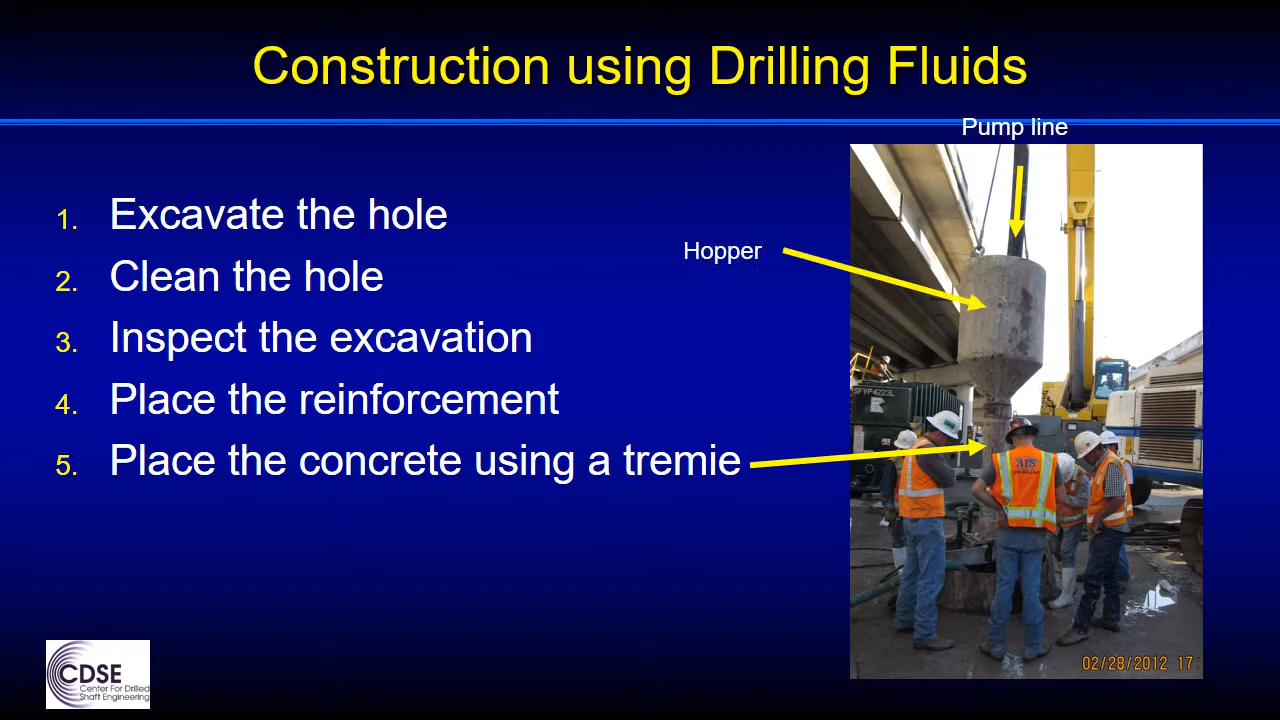 Construction using Drilling Fluids
Pump line
1. Excavate the hole
Hopper
2. Clean the hole
3. Inspect the excavation
4. Place the reinforcement
5. Place the concrete using a tremie
SFVP4223L
ATS
CDSE
Center For Drilled
Shaft Engineering
02/28/2012 17: